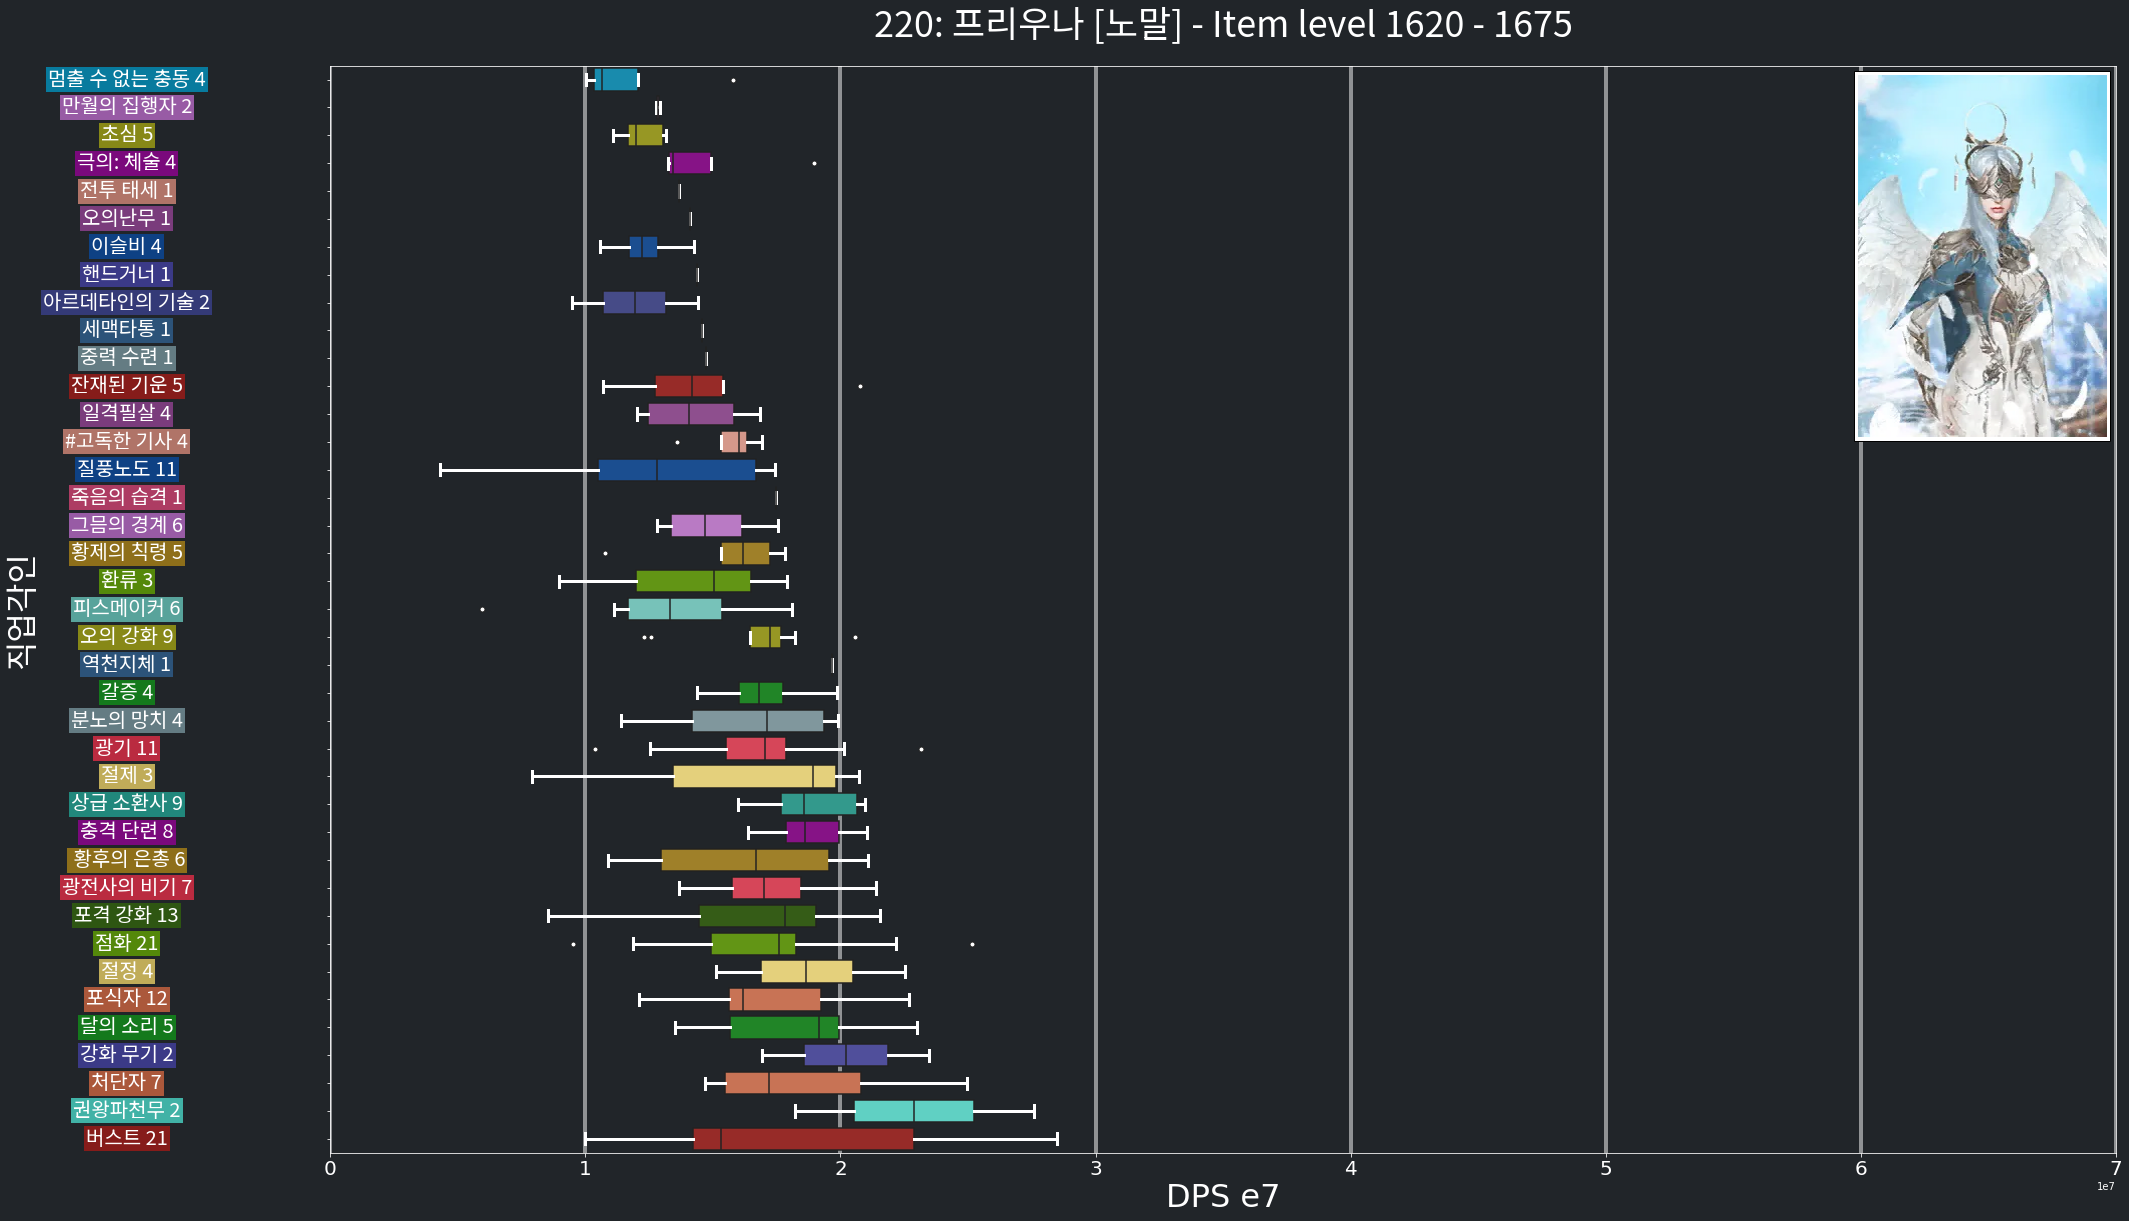 220: 프리우나 [노말] - Item level 1620 - 1675
멈출 수 없는 충동 4
만월의 집행자 2
초심 5
극의: 체술 4
전투 태세 1
오의난무 1
이슬비 4
핸드거너 1
아르데타인의 기술 2
세맥타통 1
중력 수련 1
잔재된 기운 5
일격필살 4
#고독한 기사 4
질풍노도 11
죽음의 습격 1
그믐의 경계 6
황제의 칙령 5
환류 3
피스메이커 6
오의 강화 9
역천지체 1
갈증 4
분노의 망치 4
광기 11
절제 3
상급 소환사 9
충격 단련 8
황후의 은총 6
광전사의 비기 7
포격 강화 13
점화 21
절정 4
포식자 12
달의 소리 5
강화 무기 2
처단자 7
권왕파천무 2
버스트 21
직업각인
0 1 2 3 4 5 6 7
1e7
DPS e7